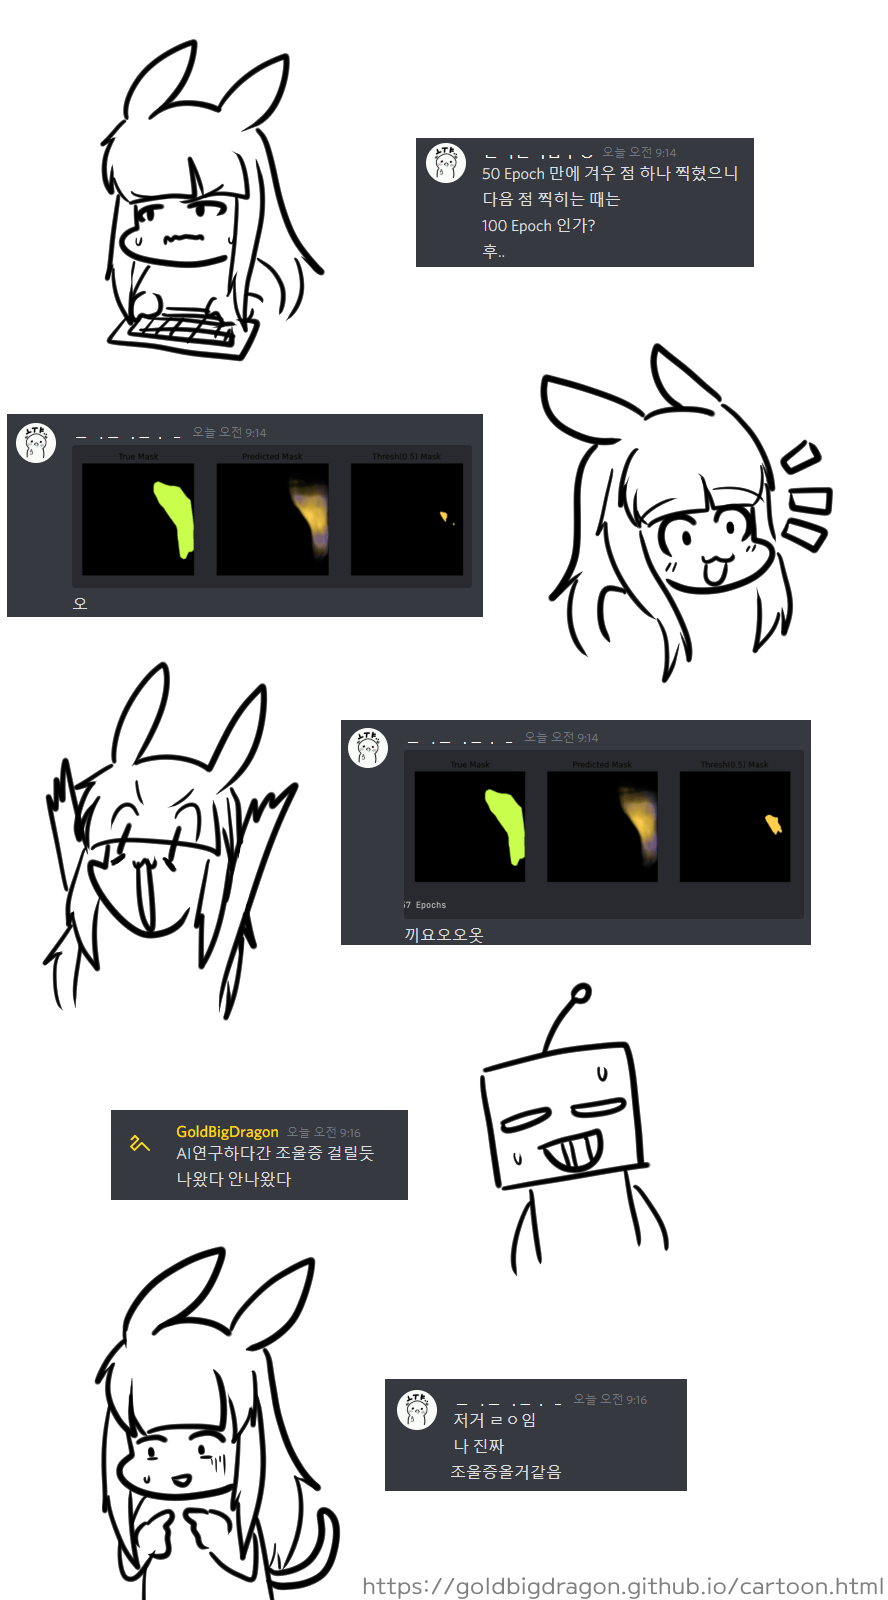 오늘 오전 9:14
50 Epoch 만에 겨우 점 하나 찍혔으니
다음 점 찍히는 때는
100 Epoch 인가?
후..
오늘 오전 9:14
True Mask Predicted Mask Thresh(0.5) Mask
오
오늘 오전 9:14
True Mask Predicted Mask Thresh(0.5) Mask
57 Epochs
끼요오오옷
GoldBigDragon 오늘 오전 9:16
AI연구하다간 조울증 걸릴듯
나왔다 안나왔다
오늘 오전 9:16
저거 ㄹㅇ임
나 진짜
조울증올거같음
https://goldbigdragon.github.io/cartoon.html